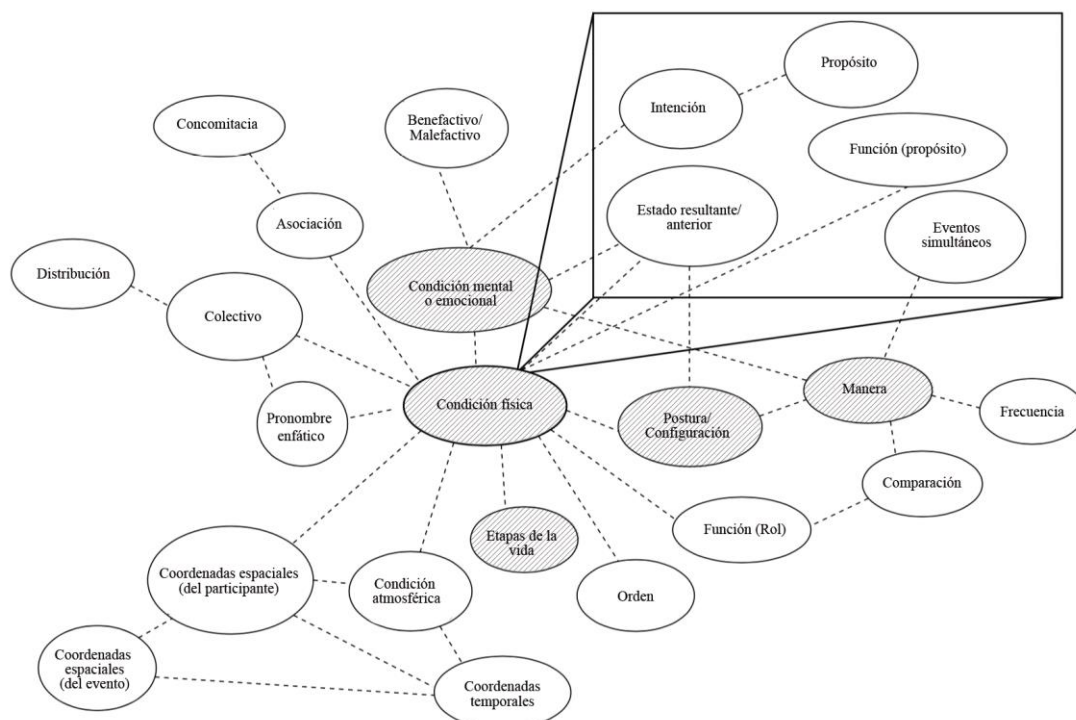 Propósito
Intención
Benefactivo/
Malefactivo
Concomitacia
Función (propósito)
Estado resultante/
anterior
Asociación
Eventos
simultáneos
Distribución
Condición mental
o emocional
Colectivo
Manera
Condición física
Frecuencia
Postura/
Configuración
Pronombre
enfático
Comparación
Función (Rol)
Etapas de la
vida
Coordenadas espaciales
(del participante)
Condición
atmosférica
Orden
Coordenadas
espaciales
(del evento)
Coordenadas
temporales